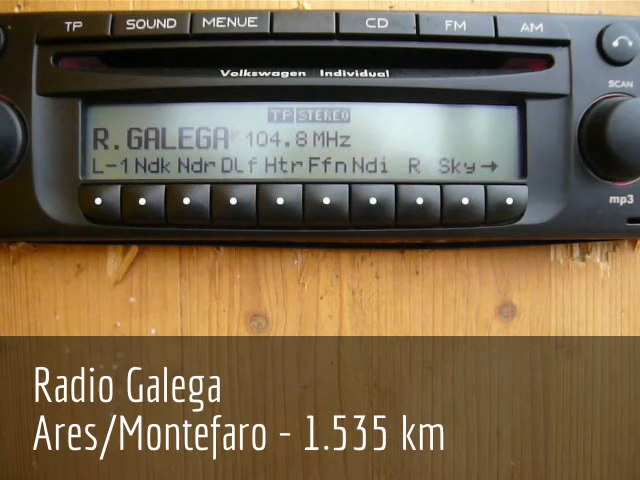 TP SOUND MENUE CD FM AM
SCAN
Volkswagen Individual
TP STEREO
R.GALEGA 104.8 MHz
L-1 Ndk Ndr Dlf Htr Ffn Ndi R Sky→
mp3
Radio Galega
Ares/Montefaro - 1.535 km